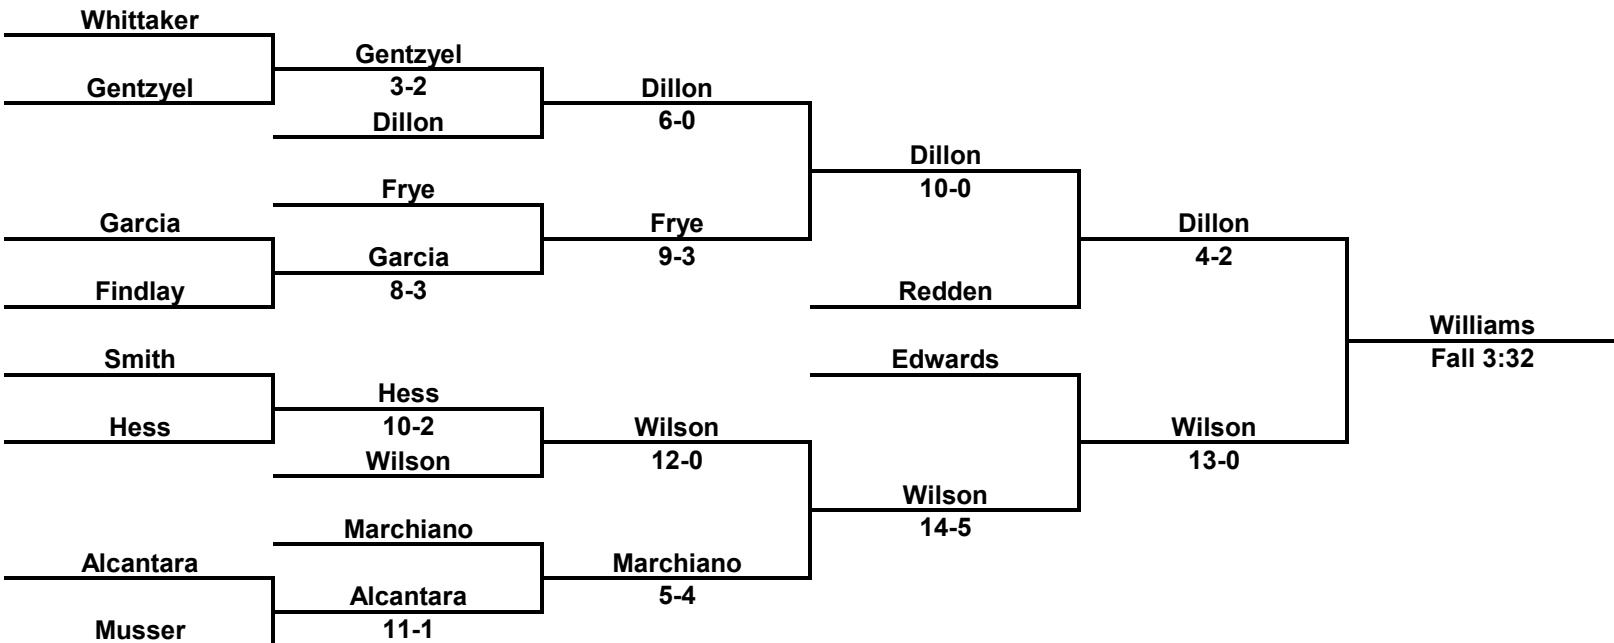 Whittaker
Gentzyel
Gentzyel
3-2
Dillon
Dillon
6-0
Dillon
10-0
Frye
Garcia
Garcia
8-3
Frye
9-3
Findlay
Redden
Dillon
4-2
Williams
Fall 3:32
Smith
Edwards
Hess
Hess
10-2
Wilson
Wilson
12-0
Wilson
13-0
Wilson
14-5
Marchiano
Alcantara
Alcantara
11-1
Marchiano
5-4
Musser